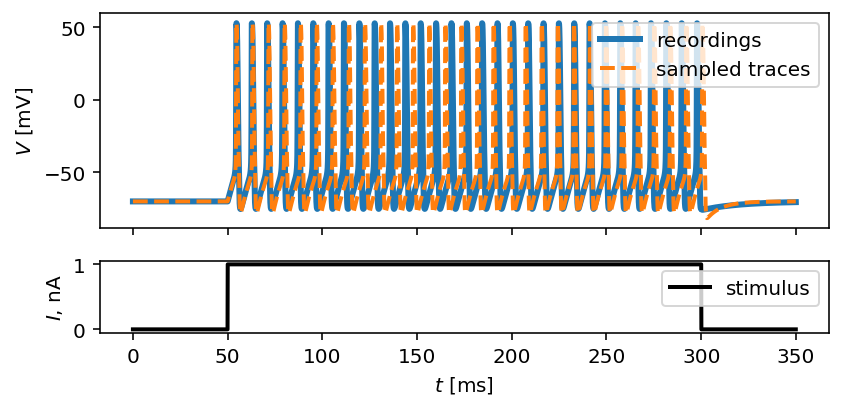 50
0
−50
V [mV]
recordings
sampled traces
1
0
I, nA
stimulus
0 50 100 150 200 250 300 350
t [ms]